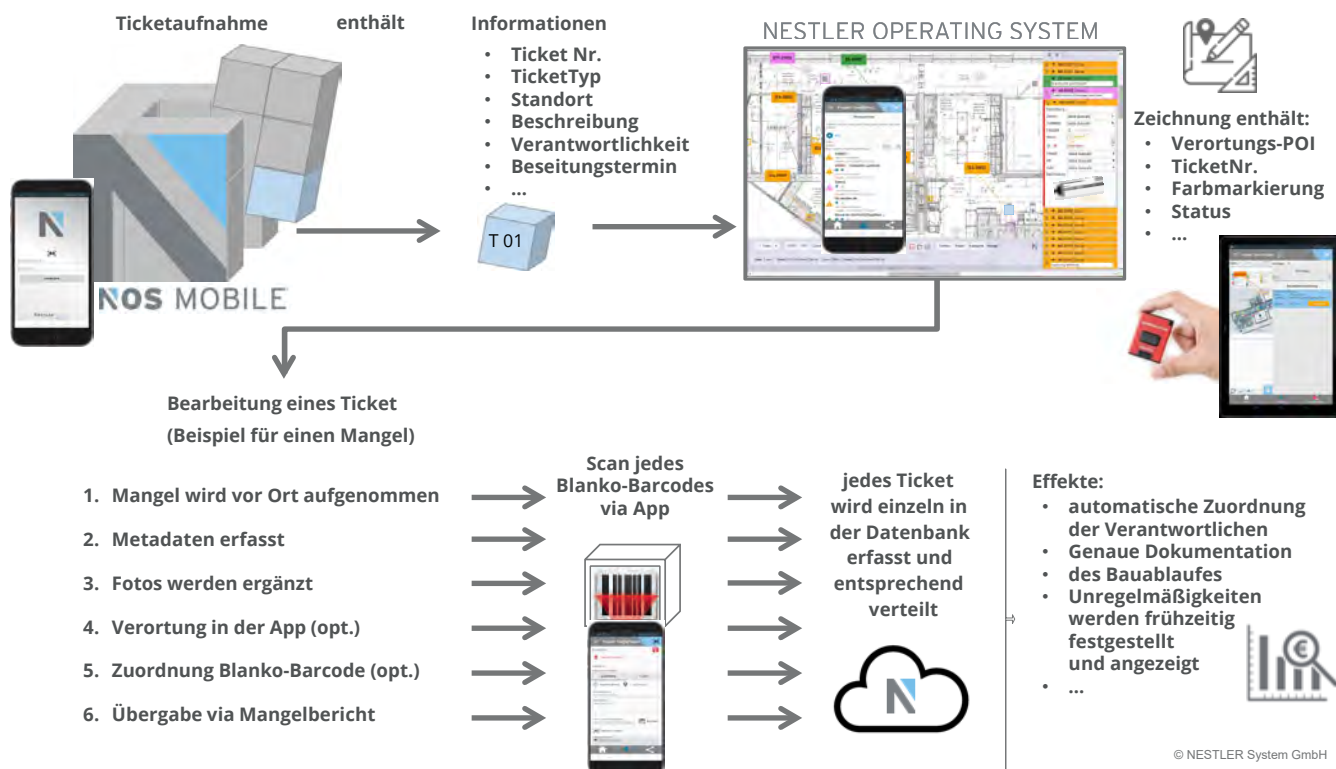 Ticketaufnahme
enthält
Informationen
• Ticket Nr.
• TicketTyp
• Standort
• Beschreibung
• Verantwortlichkeit
• Beseitungstermin
• ...
T 01
NOS MOBILE
NESTLER OPERATING SYSTEM
Zeichnung enthält:
• Verortungs-POI
• TicketNr.
• Farbmarkierung
• Status
• ...
Bearbeitung eines Ticket
(Beispiel für einen Mangel)
1. Mangel wird vor Ort aufgenommen
2. Metadaten erfasst
3. Fotos werden ergänzt
4. Verortung in der App (opt.)
5. Zuordnung Blanko-Barcode (opt.)
6. Übergabe via Mangelbericht
Scan jedes
Blanko-Barcodes
via App
jedes Ticket
wird einzeln in
der Datenbank
erfasst und
entsprechend
verteilt
Effekte:
• automatische Zuordnung
der Verantwortlichen
• Genaue Dokumentation
• des Bauablaufes
• Unregelmäßigkeiten
werden frühzeitig
festgestellt
und angezeigt
• ...
© NESTLER System GmbH